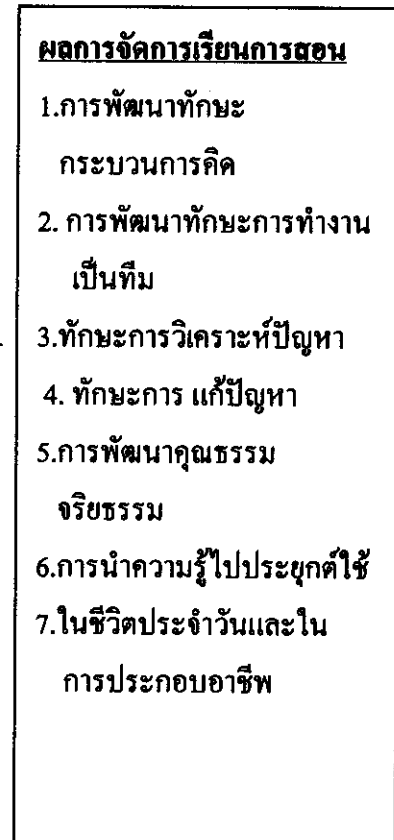 ผลการจัดการเรียนการสอน
1.การพัฒนาทักษะ
กระบวนการคิด
2. การพัฒนาทักษะการทำงาน
เป็นทีม
3.ทักษะการวิเคราะห์ปัญหา
4. ทักษะการ แก้ปัญหา
5.การพัฒนาคุณธรรม
จริยธรรม
6.การนำความรู้ไปประยุกต์ใช้
7.ในชีวิตประจำวันและใน
การประกอบอาชีพ